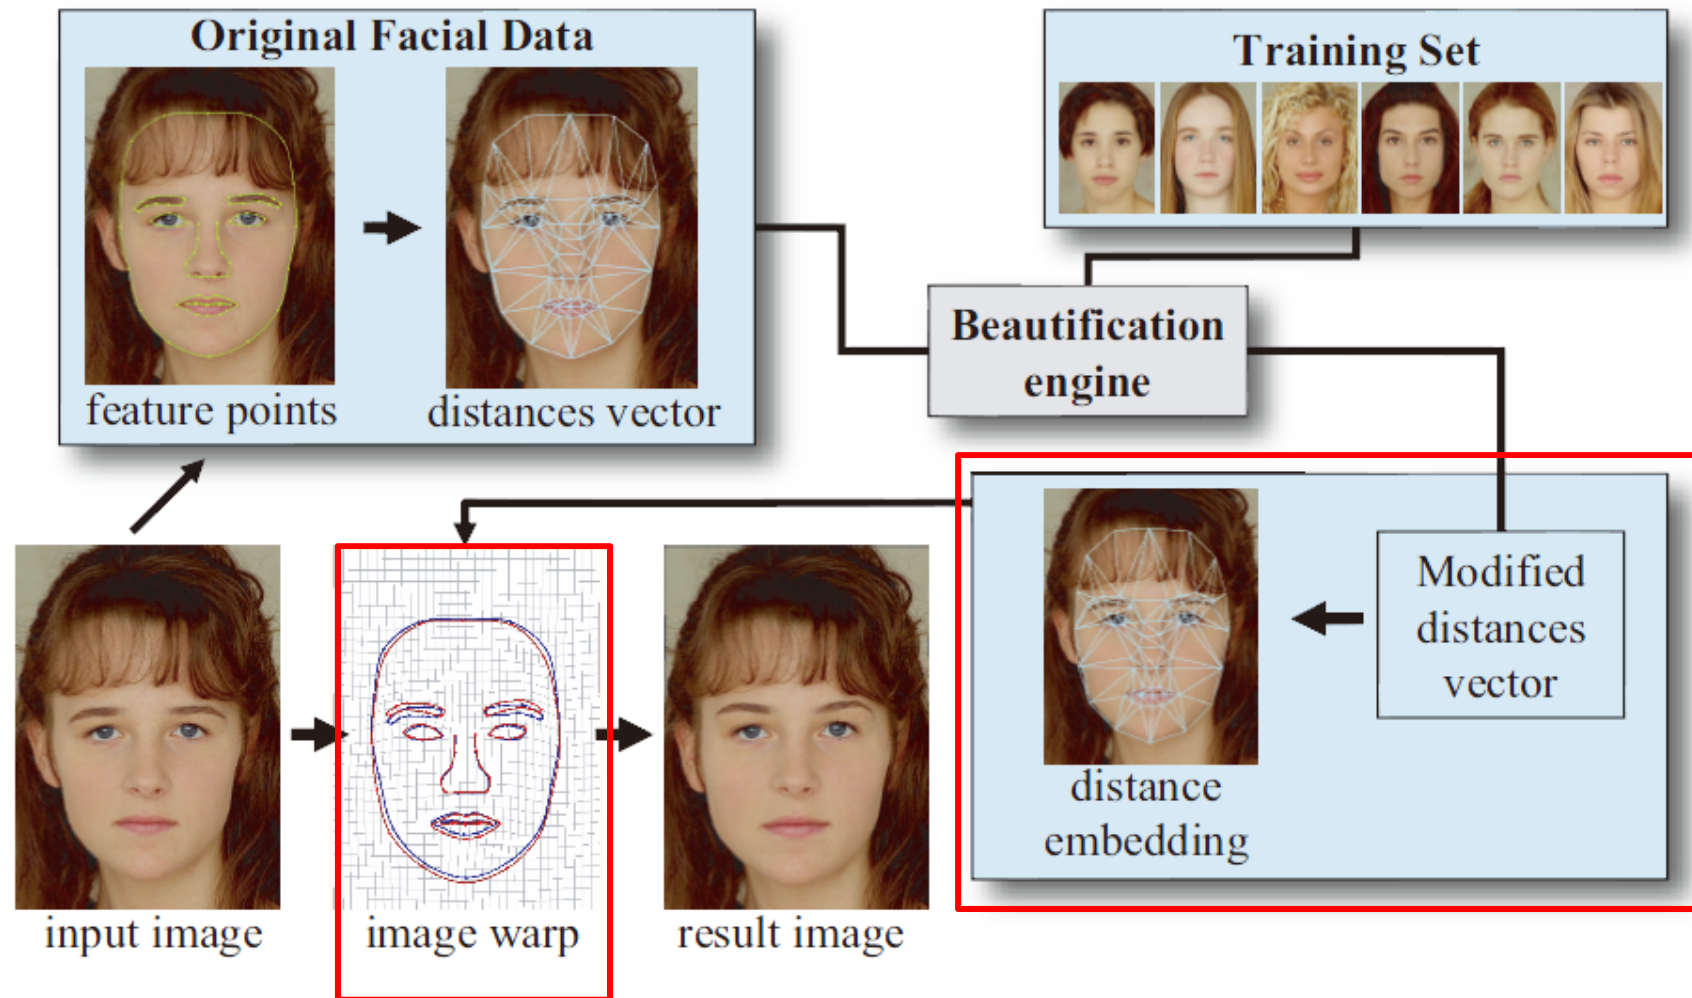 Original Facial Data
feature points
distances vector
Training Set
Beautification
engine
Modified
distances
vector
distance
embedding
input image
image warp
result image